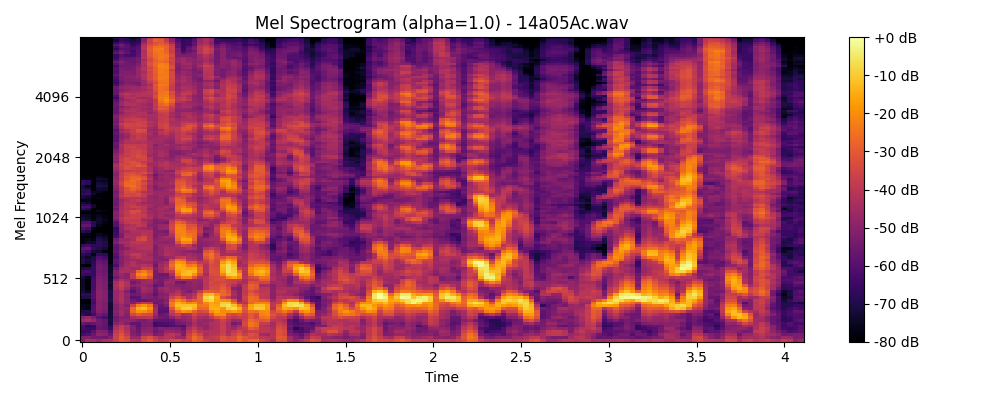 Mel Spectrogram (alpha=1.0) - 14a05Ac.wav
Mel Frequency
4096
2048
1024
512
0
0 0.5 1 1.5 2 2.5 3 3.5 4
Time
+0 dB
-10 dB
-20 dB
-30 dB
-40 dB
-50 dB
-60 dB
-70 dB
-80 dB